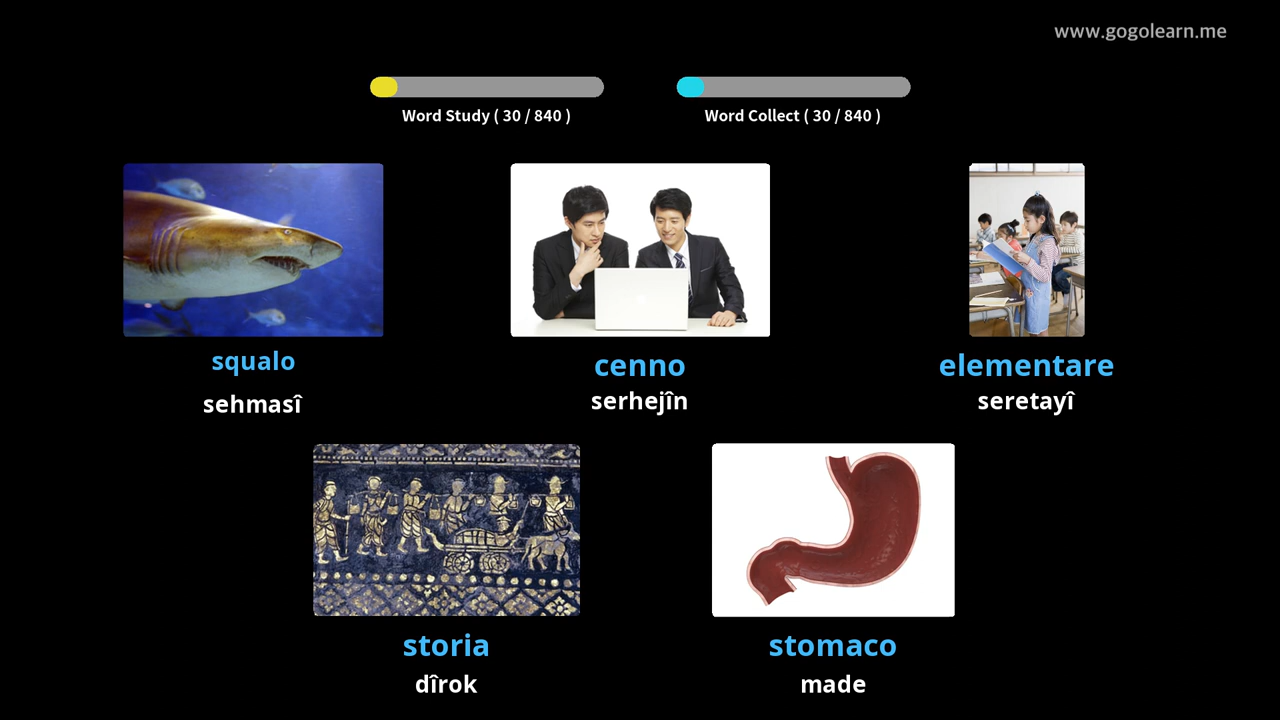 www.gogolearn.me
Word Study ( 30 / 840 )
Word Collect ( 30 / 840 )
squalo
sehmasî
cenno
serhejîn
elementare
seretayî
storia
dîrok
stomaco
made